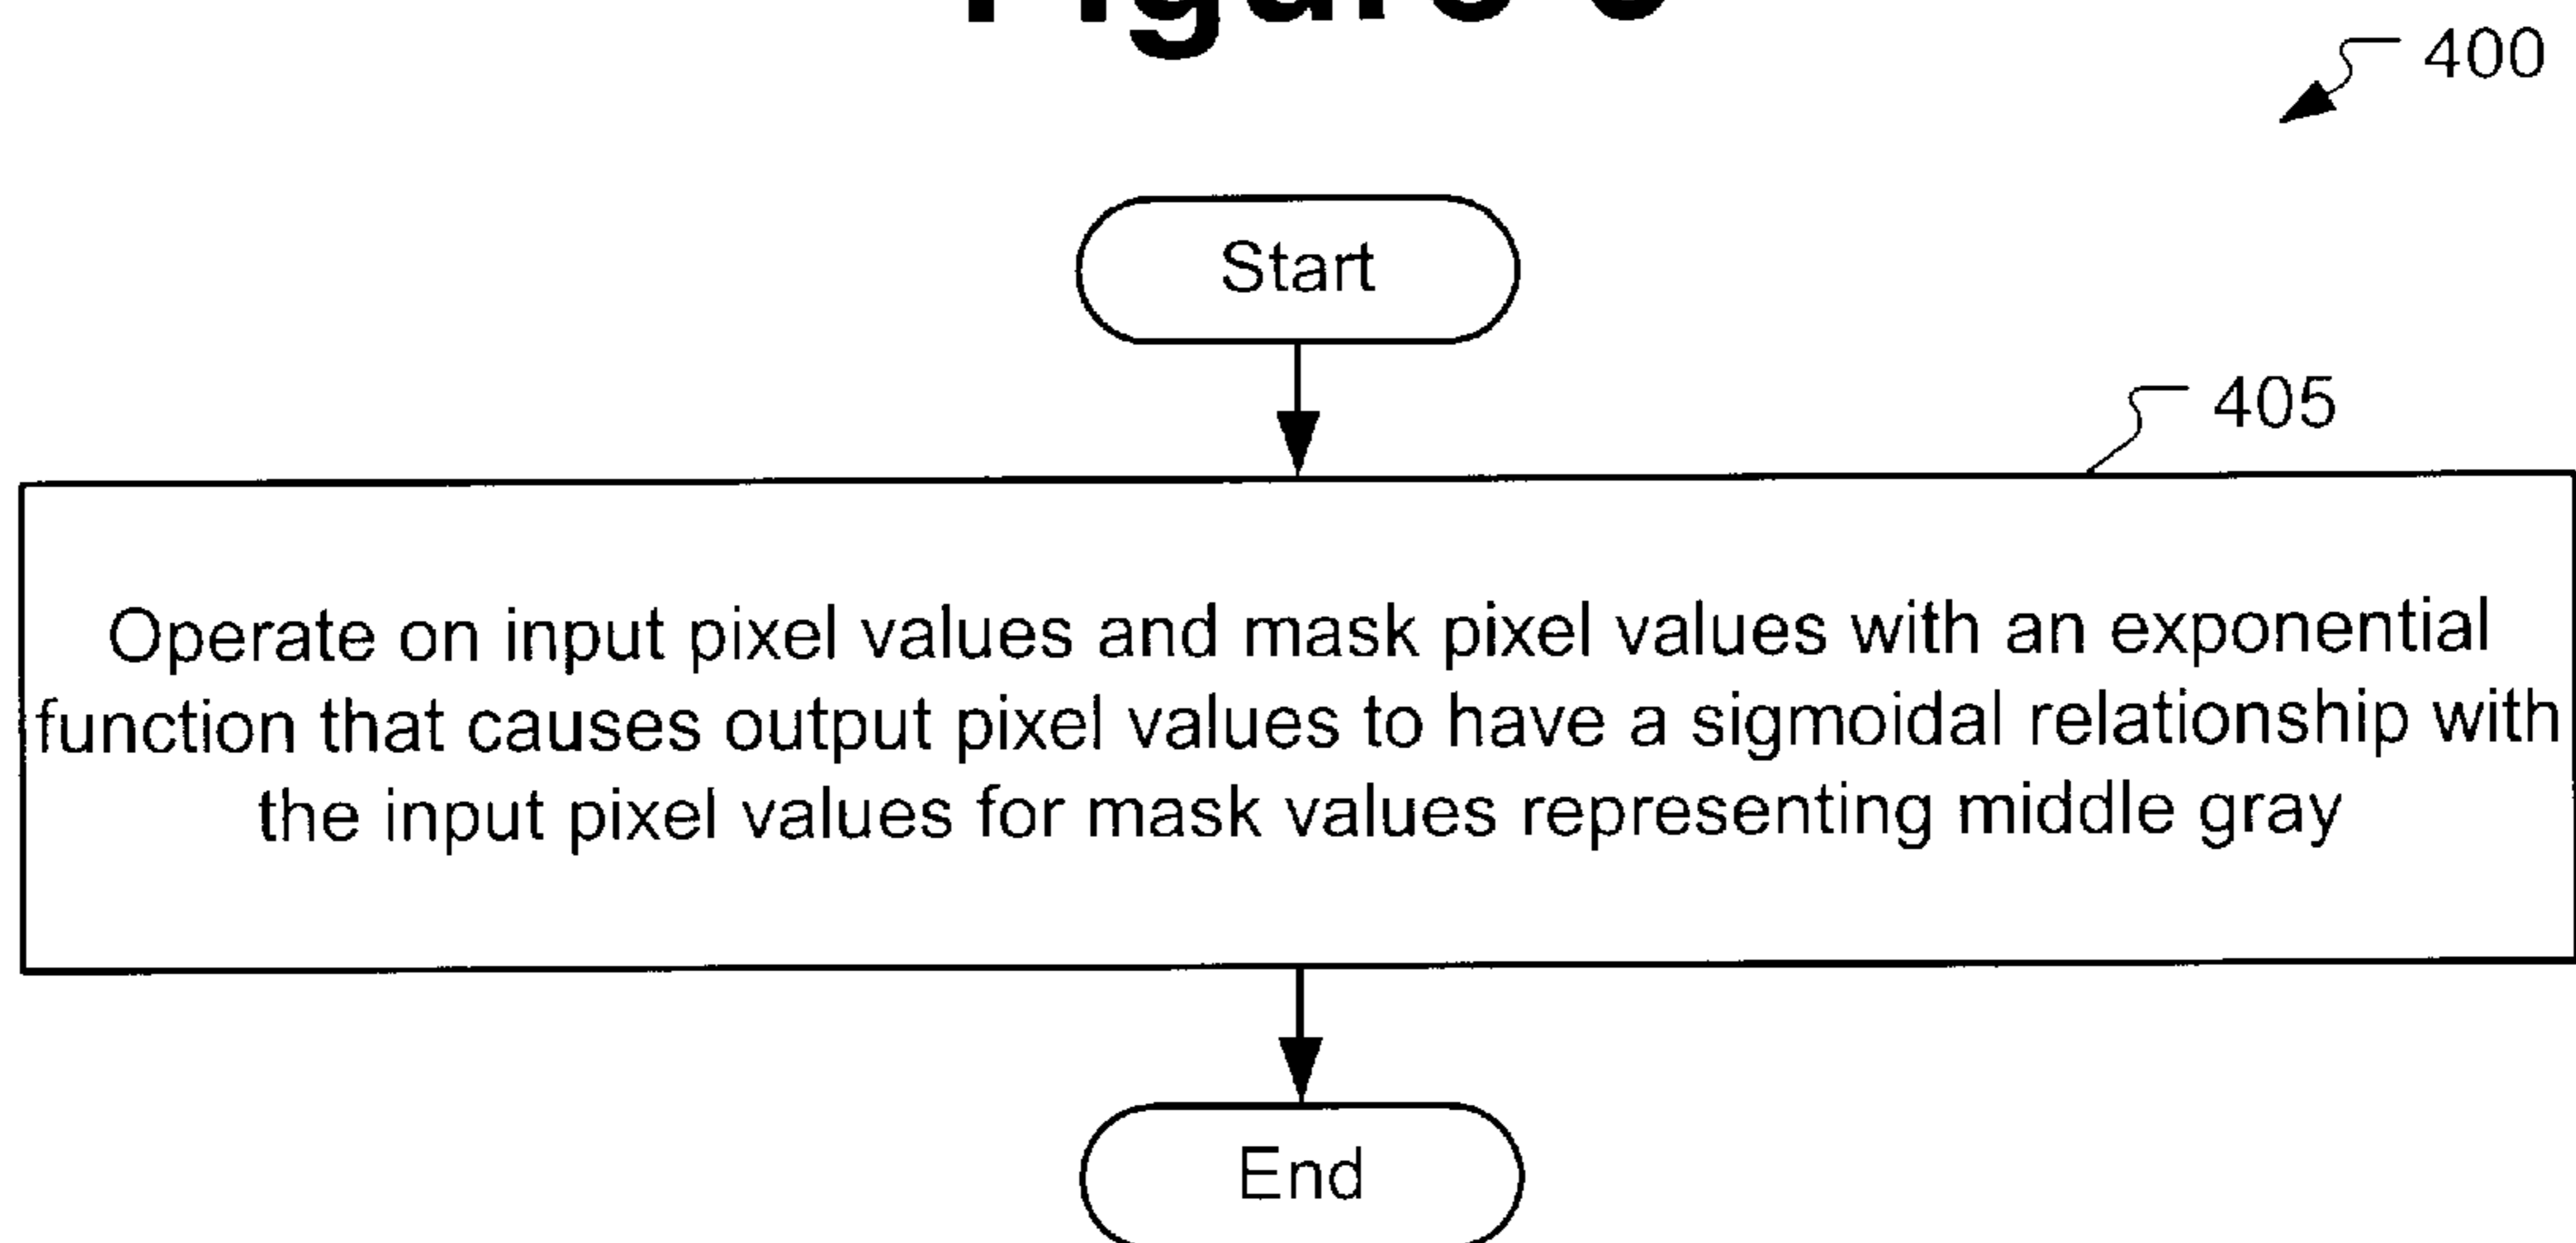 400
Start
405
Operate on input pixel values and mask pixel values with an exponential
function that causes output pixel values to have a sigmoidal relationship with
the input pixel values for mask values representing middle gray
End